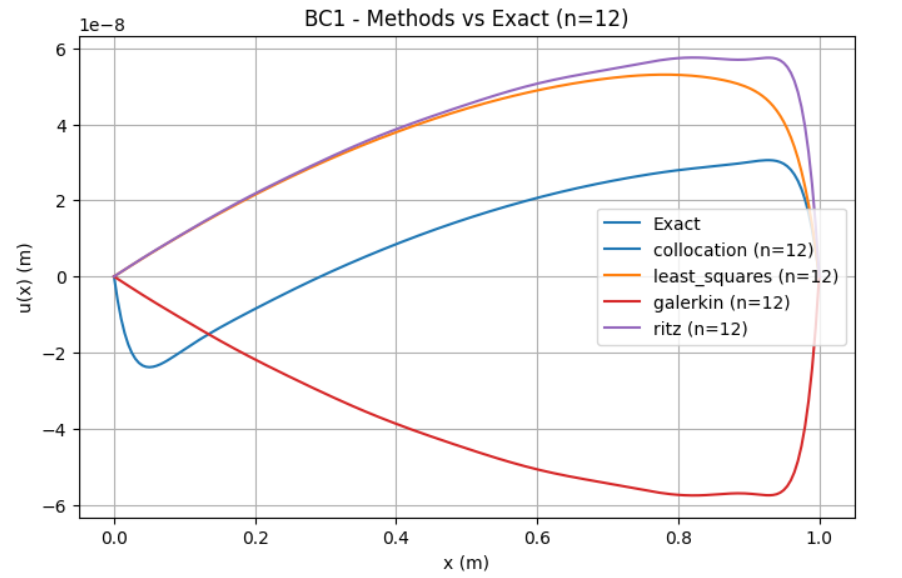 BC1 - Methods vs Exact (n=12)
1e−8
6
4
2
0
−2
−4
−6
u(x) (m)
Exact
collocation (n=12)
least_squares (n=12)
galerkin (n=12)
ritz (n=12)
0.0 0.2 0.4 0.6 0.8 1.0
x (m)